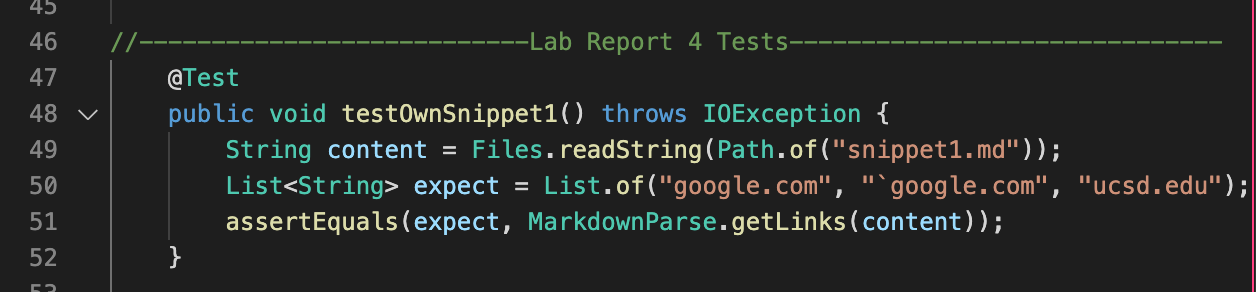 45
46 //---------------------------Lab Report 4 Tests------------------------------
47 @Test
48 public void testOwnSnippet1() throws IOException {
49 String content = Files.readString(Path.of("snippet1.md"));
50 List<String> expect = List.of("google.com", "`google.com", "ucsd.edu");
51 assertEquals(expect, MarkdownParse.getLinks(content));
52 }
53